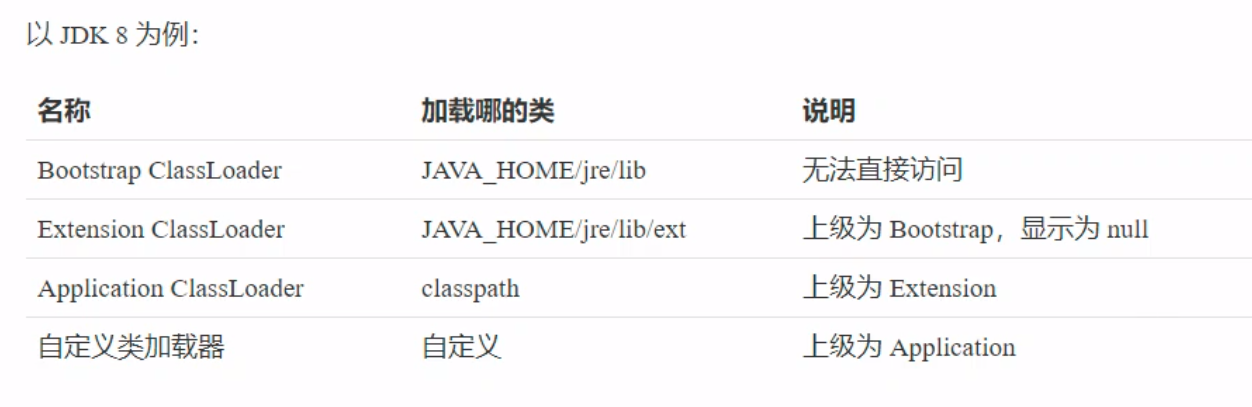 以 JDK 8 为例：
名称 加载哪的类 说明
Bootstrap ClassLoader JAVA_HOME/jre/lib 无法直接访问
Extension ClassLoader JAVA_HOME/jre/lib/ext 上级为 Bootstrap，显示为 null
Application ClassLoader classpath 上级为 Extension
自定义类加载器 自定义 上级为 Application